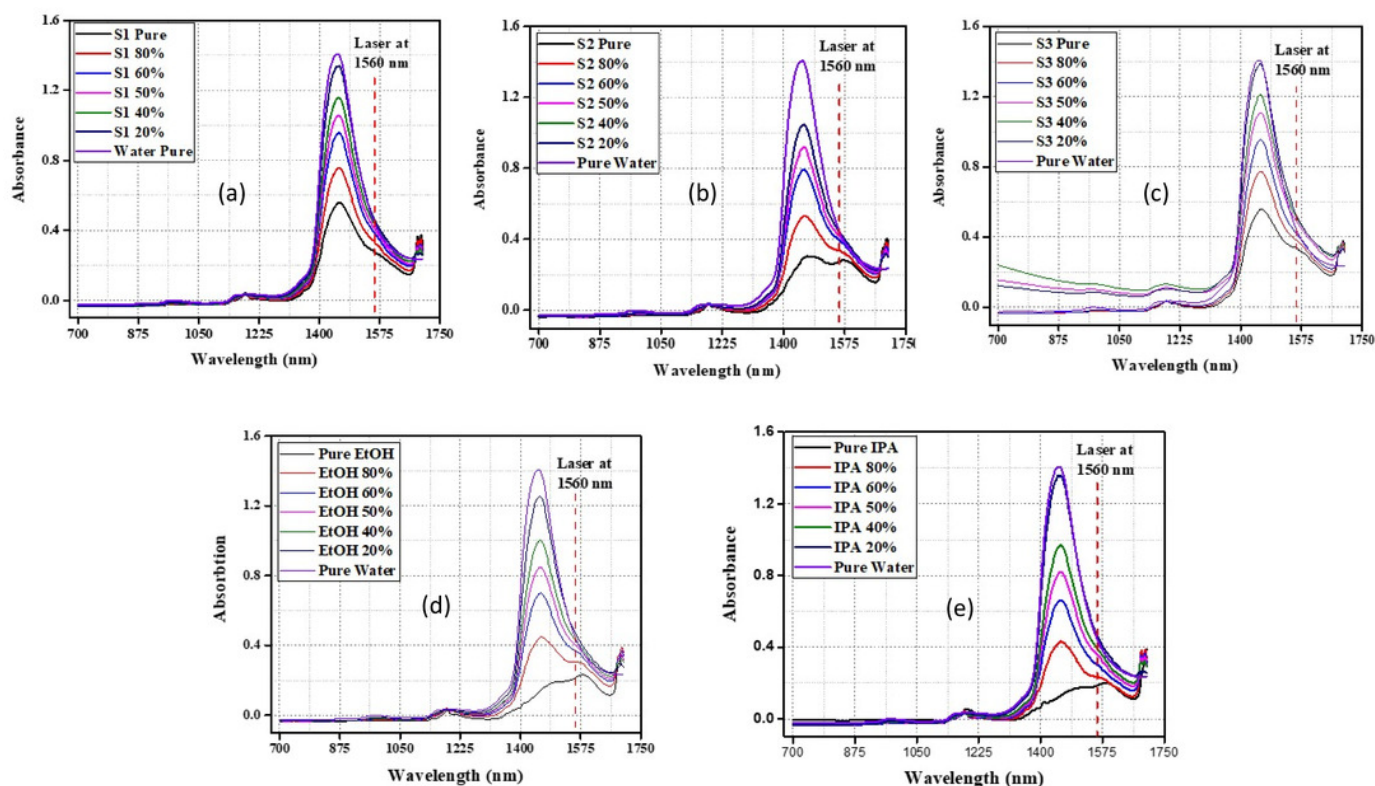 1.6
1.2
0.8
0.4
0.0
Absorbance
S1 Pure
S1 80%
S1 60%
S1 50%
S1 40%
S1 20%
Water Pure
Laser at
1560 nm
(a)
700 875 1050 1225 1400 1575 1750
Wavelength (nm)
1.6
1.2
0.8
0.4
0.0
Absorbance
S2 Pure
S2 80%
S2 60%
S2 50%
S2 40%
S2 20%
Pure Water
Laser at
1560 nm
(b)
700 875 1050 1225 1400 1575 1750
Wavelength (nm)
1.6
1.2
0.8
0.4
0.0
Absorbance
S3 Pure
S3 80%
S3 60%
S3 50%
S3 40%
S3 20%
Pure Water
Laser at
1560 nm
(c)
700 875 1050 1225 1400 1575 1750
Wavelength (nm)
1.6
1.2
0.8
0.4
0.0
Absorbtion
Pure EtOH
EtOH 80%
EtOH 60%
EtOH 50%
EtOH 40%
EtOH 20%
Pure Water
Laser at
1560 nm
(d)
700 875 1050 1225 1400 1575 1750
Wavelength (nm)
1.6
1.2
0.8
0.4
0.0
Absorbance
Pure IPA
IPA 80%
IPA 60%
IPA 50%
IPA 40%
IPA 20%
Pure Water
Laser at
1560 nm
(e)
700 875 1050 1225 1400 1575 1750
Wavelength (nm)